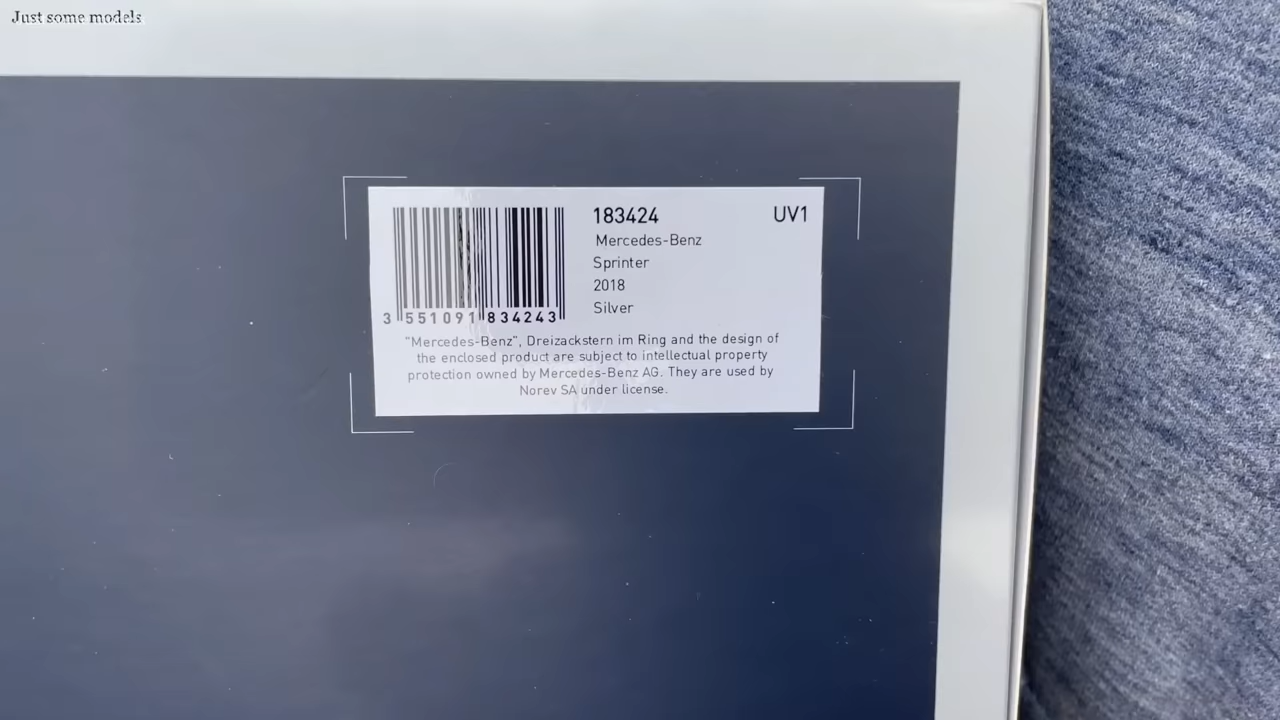 Just some models
183424 UV1
Mercedes-Benz
Sprinter
2018
Silver
3 551091 834243
"Mercedes-Benz", Dreizackstern im Ring and the design of
the enclosed product are subject to intellectual property
protection owned by Mercedes-Benz AG. They are used by
Norev SA under license.